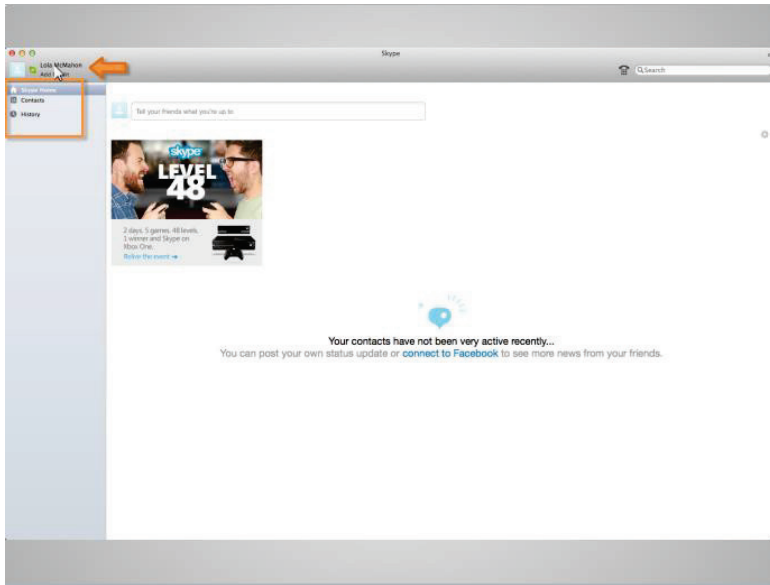 Skype
Lola McMahon
Search
Skype Home
Contacts
History
Tell your friends what you're up to
skype
LEVEL
48
2 days, 5 games, 48 levels,
1 winner and Skype on
Xbox One.
Relive the event →
Your contacts have not been very active recently...
You can post your own status update or connect to Facebook to see more news from your friends.